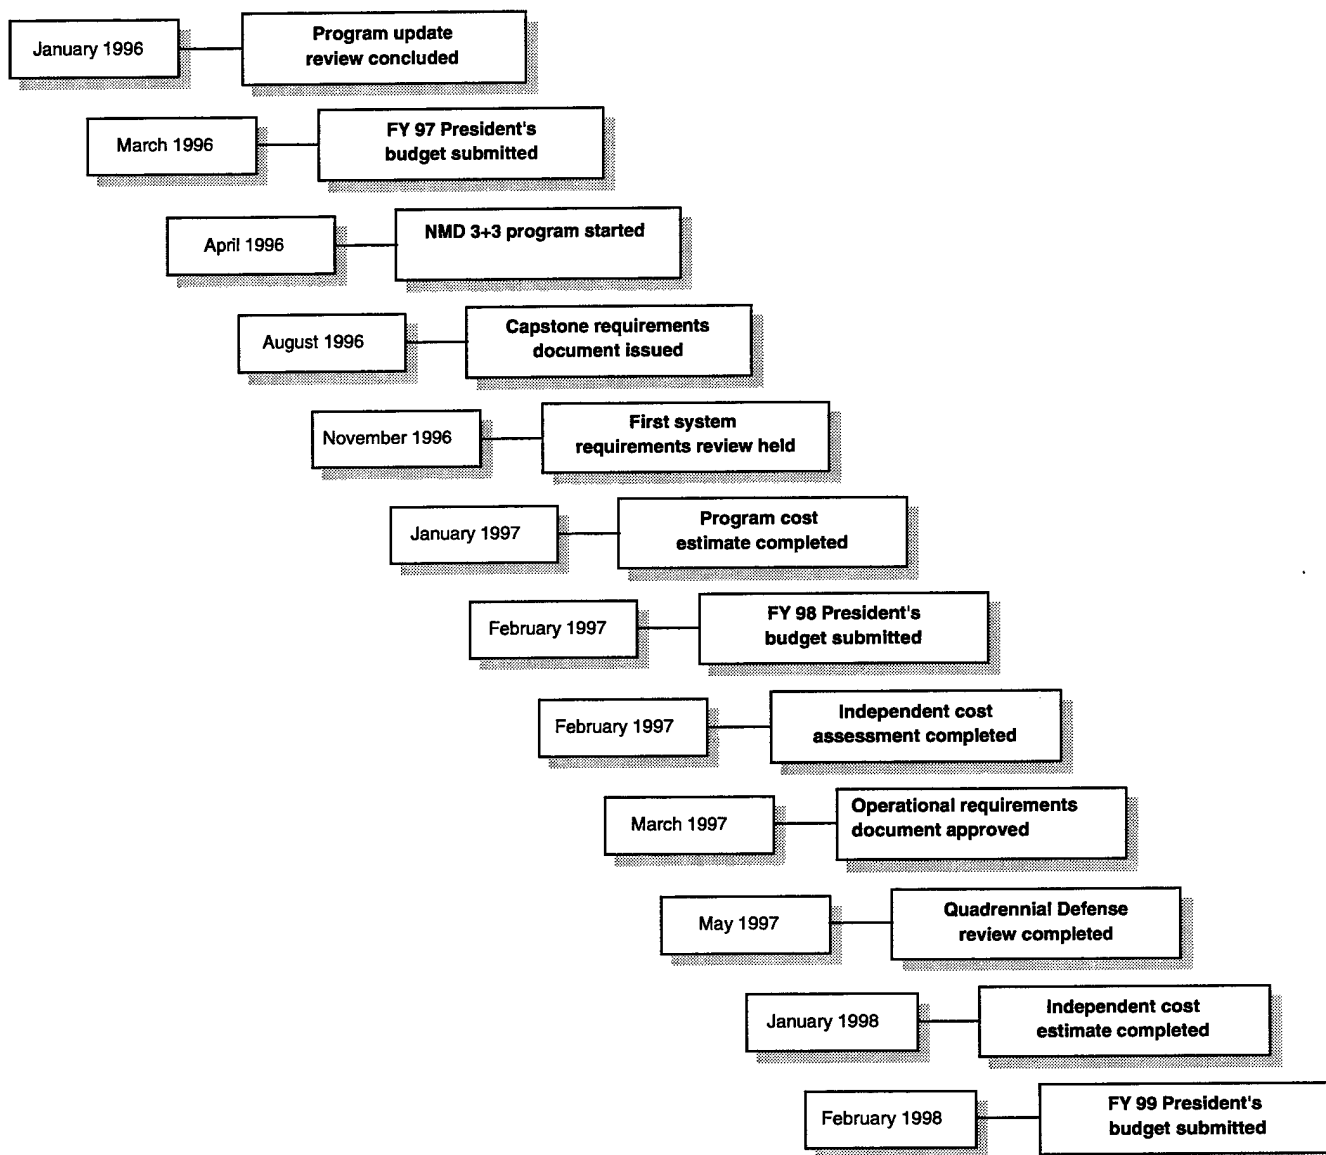 January 1996
Program update
review concluded
March 1996
FY 97 President's
budget submitted
April 1996
NMD 3+3 program started
August 1996
Capstone requirements
document issued
November 1996
First system
requirements review held
January 1997
Program cost
estimate completed
February 1997
FY 98 President's
budget submitted
February 1997
Independent cost
assessment completed
March 1997
Operational requirements
document approved
May 1997
Quadrennial Defense
review completed
January 1998
Independent cost
estimate completed
February 1998
FY 99 President's
budget submitted